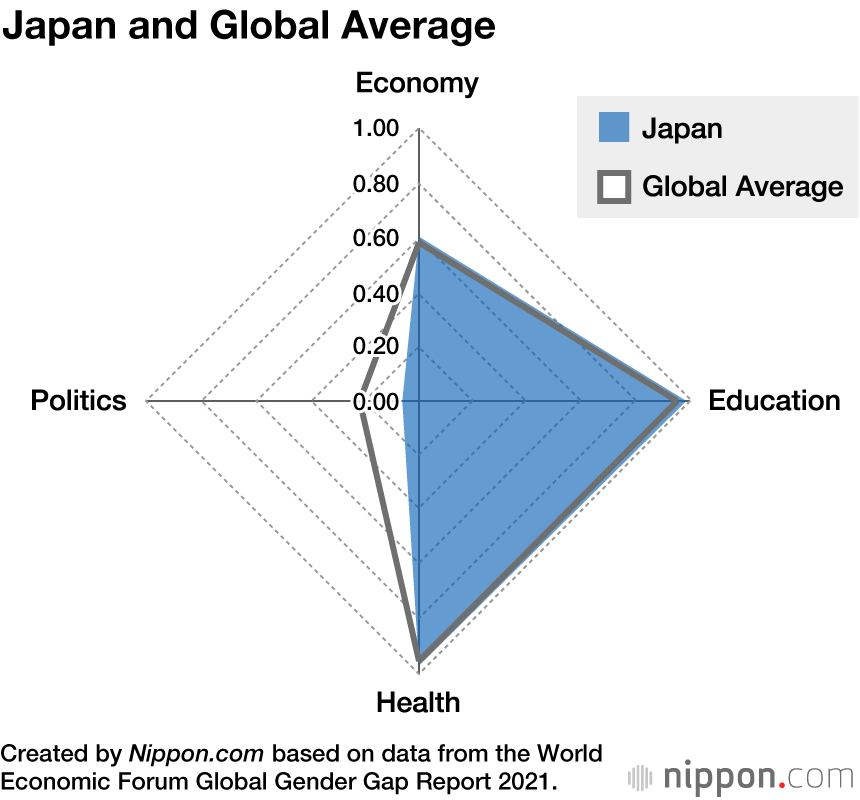 Japan and Global Average
Economy
Japan
Global Average
1.00
0.80
0.60
0.40
0.20
0.00
Politics
Education
Health
Created by Nippon.com based on data from the World
Economic Forum Global Gender Gap Report 2021.
nippon.com